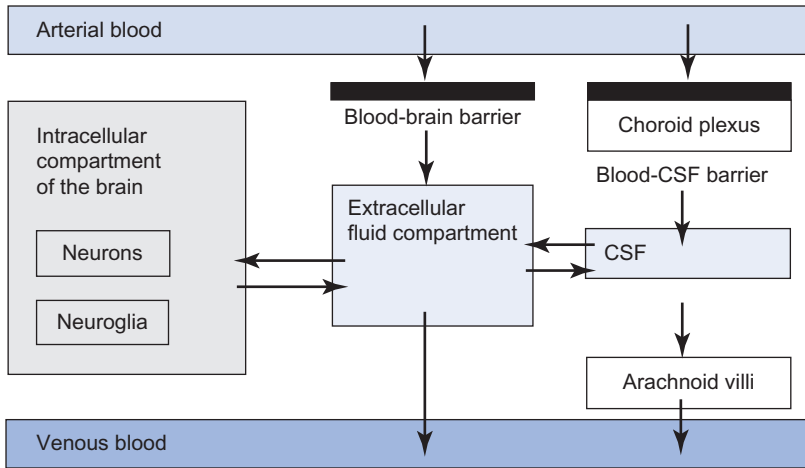 Arterial blood
Blood-brain barrier
Choroid plexus
Intracellular
compartment
of the brain
Blood-CSF barrier
Extracellular
fluid compartment
Neurons
CSF
Neuroglia
Arachnoid villi
Venous blood